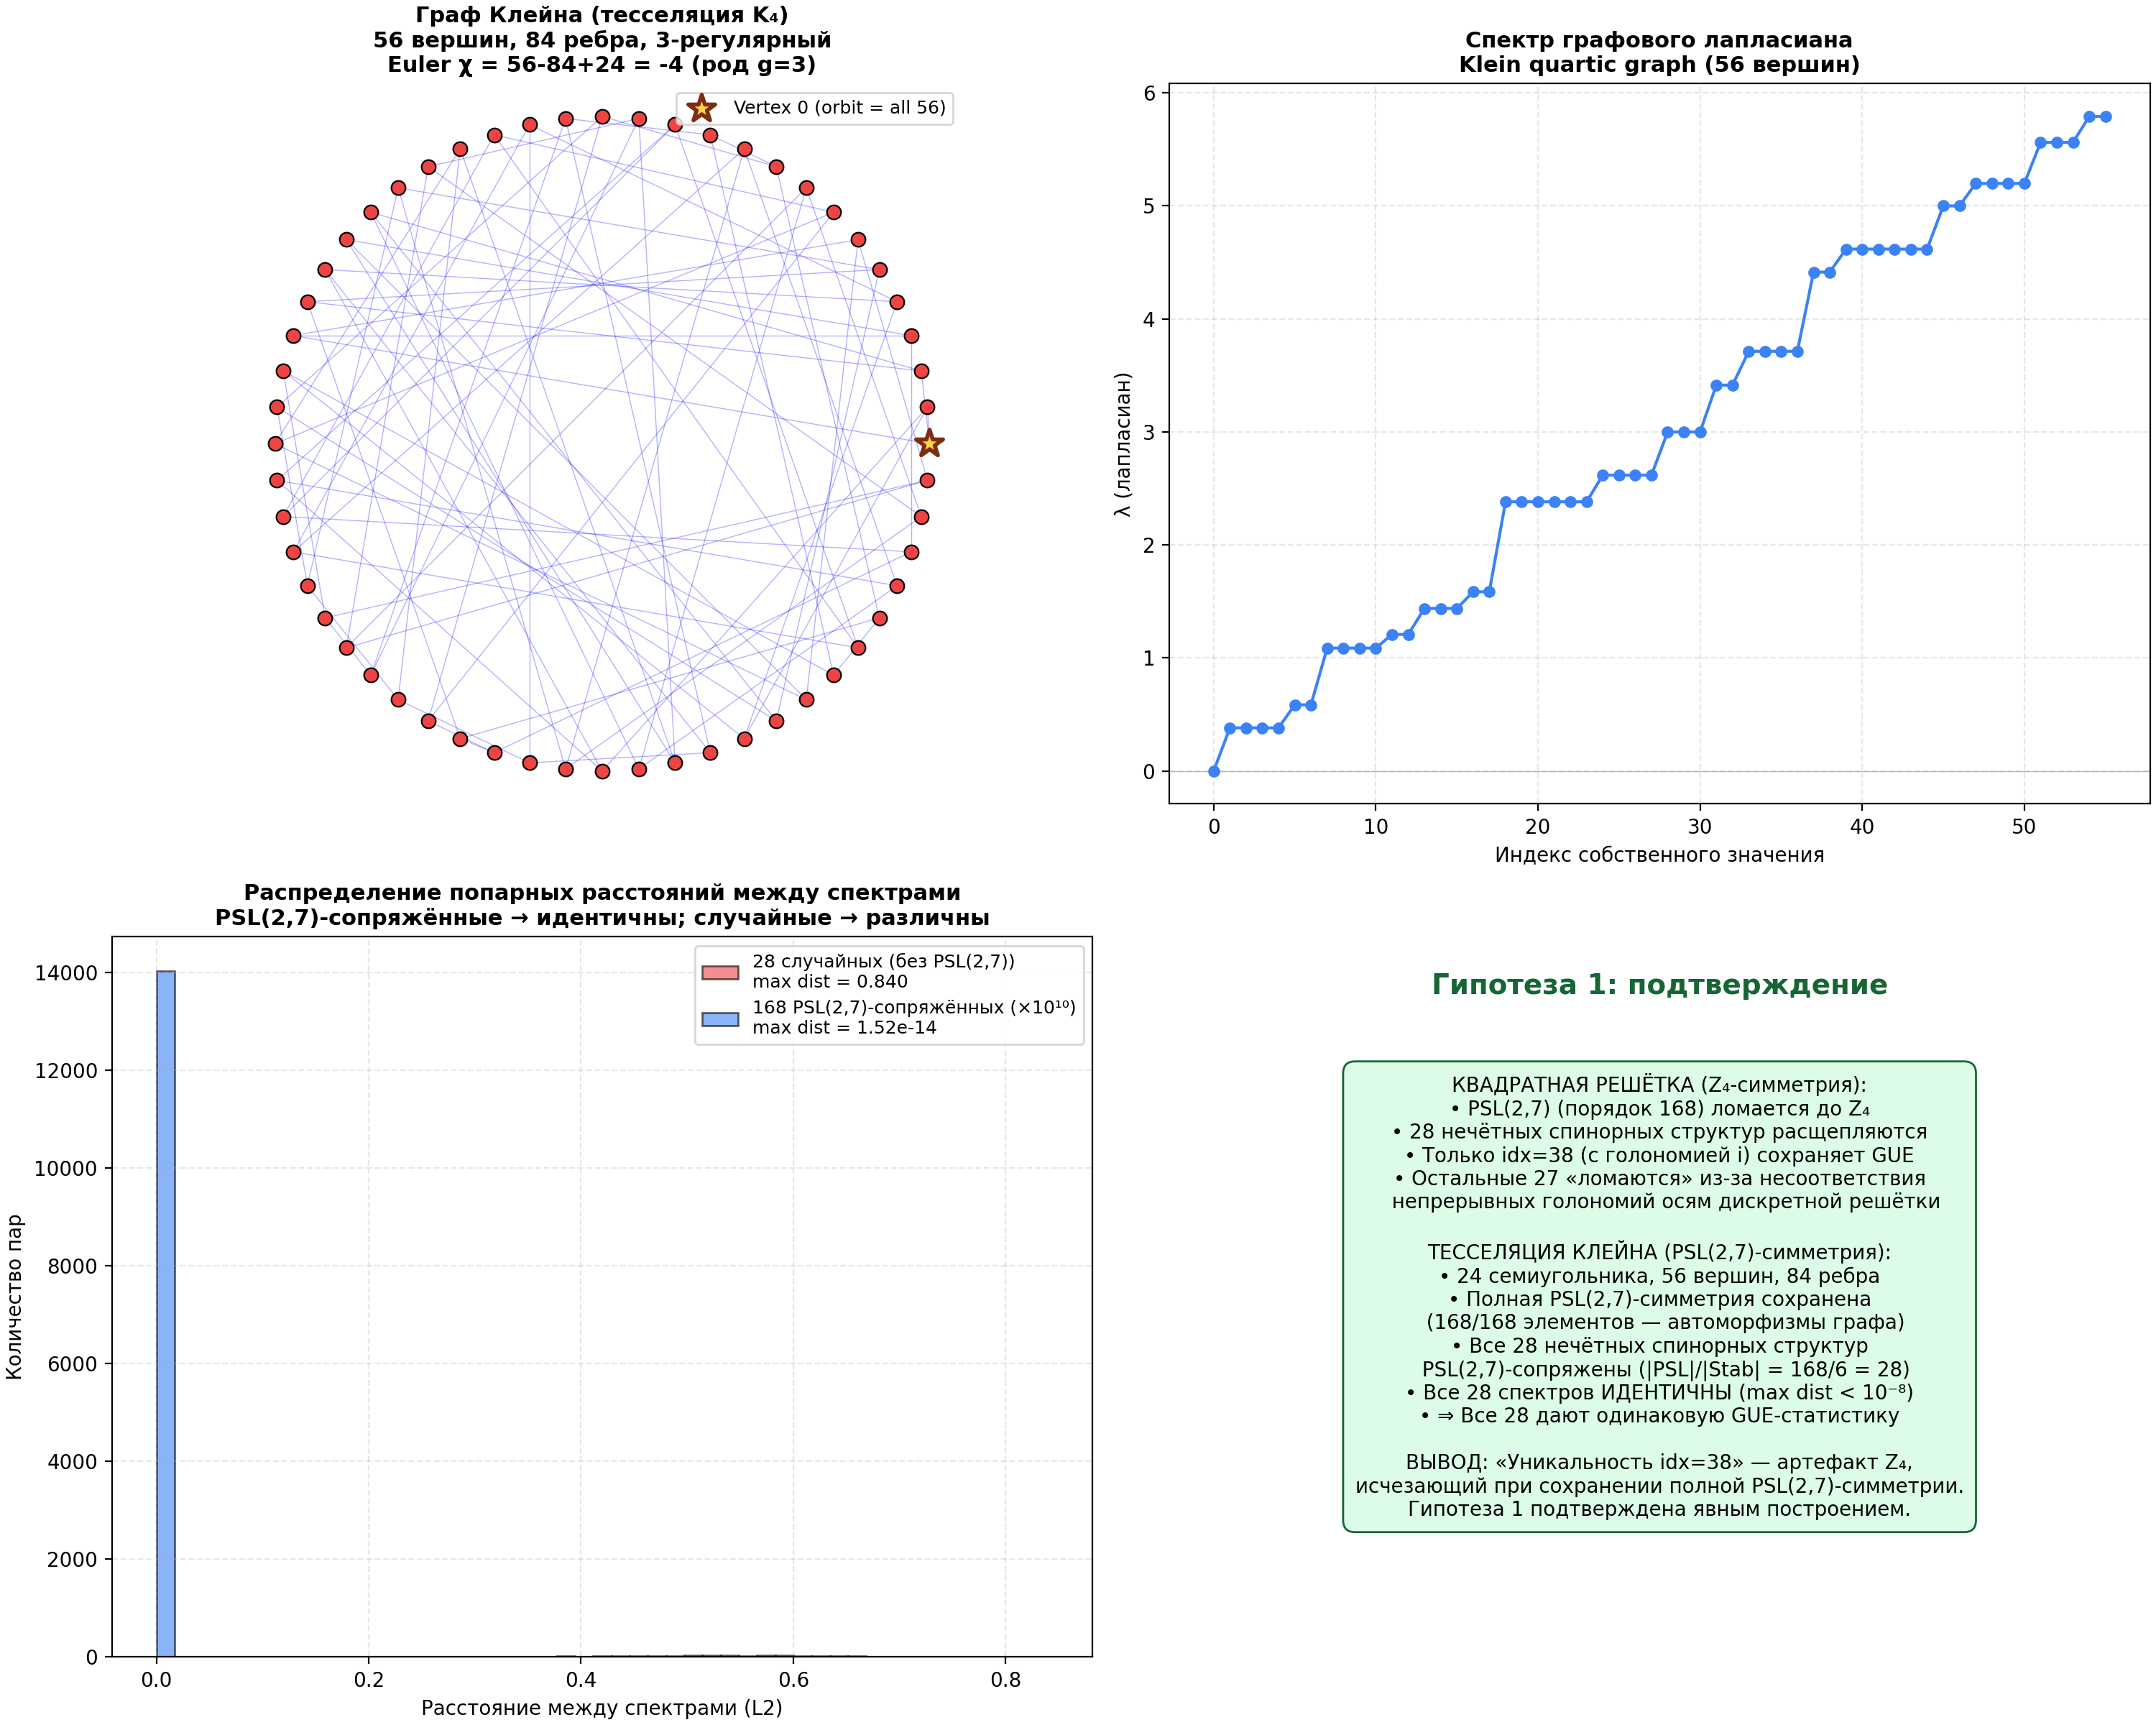 Граф Клейна (тесселяция K₄)
56 вершин, 84 ребра, 3-регулярный
Euler χ = 56-84+24 = -4 (род g=3)
Vertex 0 (orbit = all 56)
Спектр графового лапласиана
Klein quartic graph (56 вершин)
6
5
4
3
2
1
0
λ (лапласиан)
0 10 20 30 40 50
Индекс собственного значения
Распределение попарных расстояний между спектрами
PSL(2,7)-сопряжённые → идентичны; случайные → различны
28 случайных (без PSL(2,7))
max dist = 0.840
168 PSL(2,7)-сопряжённых (×10¹⁰)
max dist = 1.52e-14
14000
12000
10000
8000
6000
4000
2000
0
Количество пар
0.0 0.2 0.4 0.6 0.8
Расстояние между спектрами (L2)
Гипотеза 1: подтверждение
КВАДРАТНАЯ РЕШЁТКА (Z₄-симметрия):
• PSL(2,7) (порядок 168) ломается до Z₄
• 28 нечётных спинорных структур расщепляются
• Только idx=38 (с голономией i) сохраняет GUE
• Остальные 27 «ломаются» из-за несоответствия
непрерывных голономий осям дискретной решётки
ТЕССЕЛЯЦИЯ КЛЕЙНА (PSL(2,7)-симметрия):
• 24 семиугольника, 56 вершин, 84 ребра
• Полная PSL(2,7)-симметрия сохранена
(168/168 элементов — автоморфизмы графа)
• Все 28 нечётных спинорных структур
PSL(2,7)-сопряжены (|PSL|/|Stab| = 168/6 = 28)
• Все 28 спектров ИДЕНТИЧНЫ (max dist < 10⁻⁸)
• ⇒ Все 28 дают одинаковую GUE-статистику
ВЫВОД: «Уникальность idx=38» — артефакт Z₄,
исчезающий при сохранении полной PSL(2,7)-симметрии.
Гипотеза 1 подтверждена явным построением.